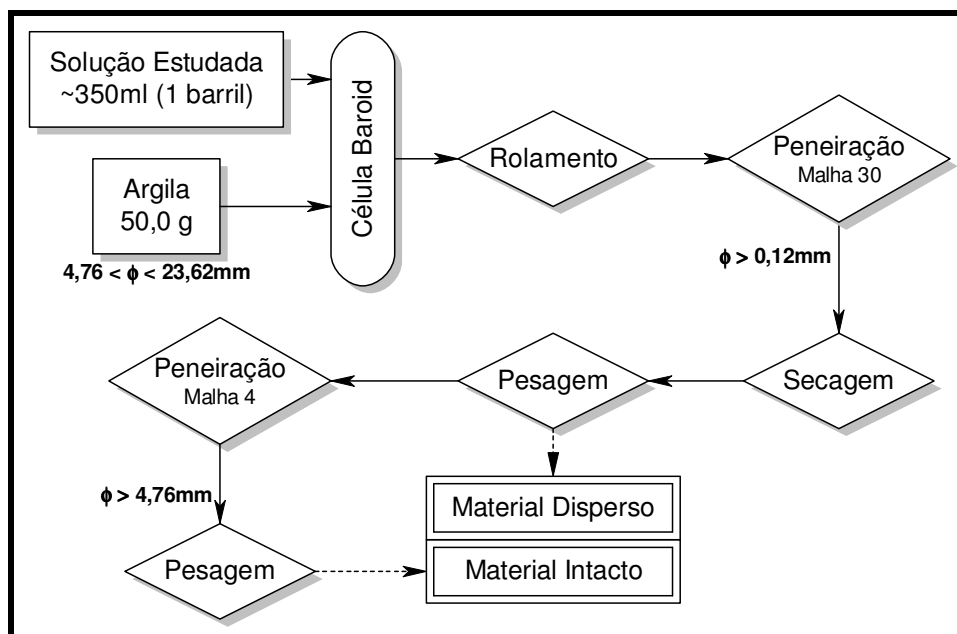 Solução Estudada
~350ml (1 barril)
Argila
50,0 g
4,76 < ϕ < 23,62mm
Célula Baroid
Rolamento
Peneiração
Malha 30
ϕ > 0,12mm
Secagem
Pesagem
Peneiração
Malha 4
ϕ > 4,76mm
Pesagem
Material Disperso
Material Intacto